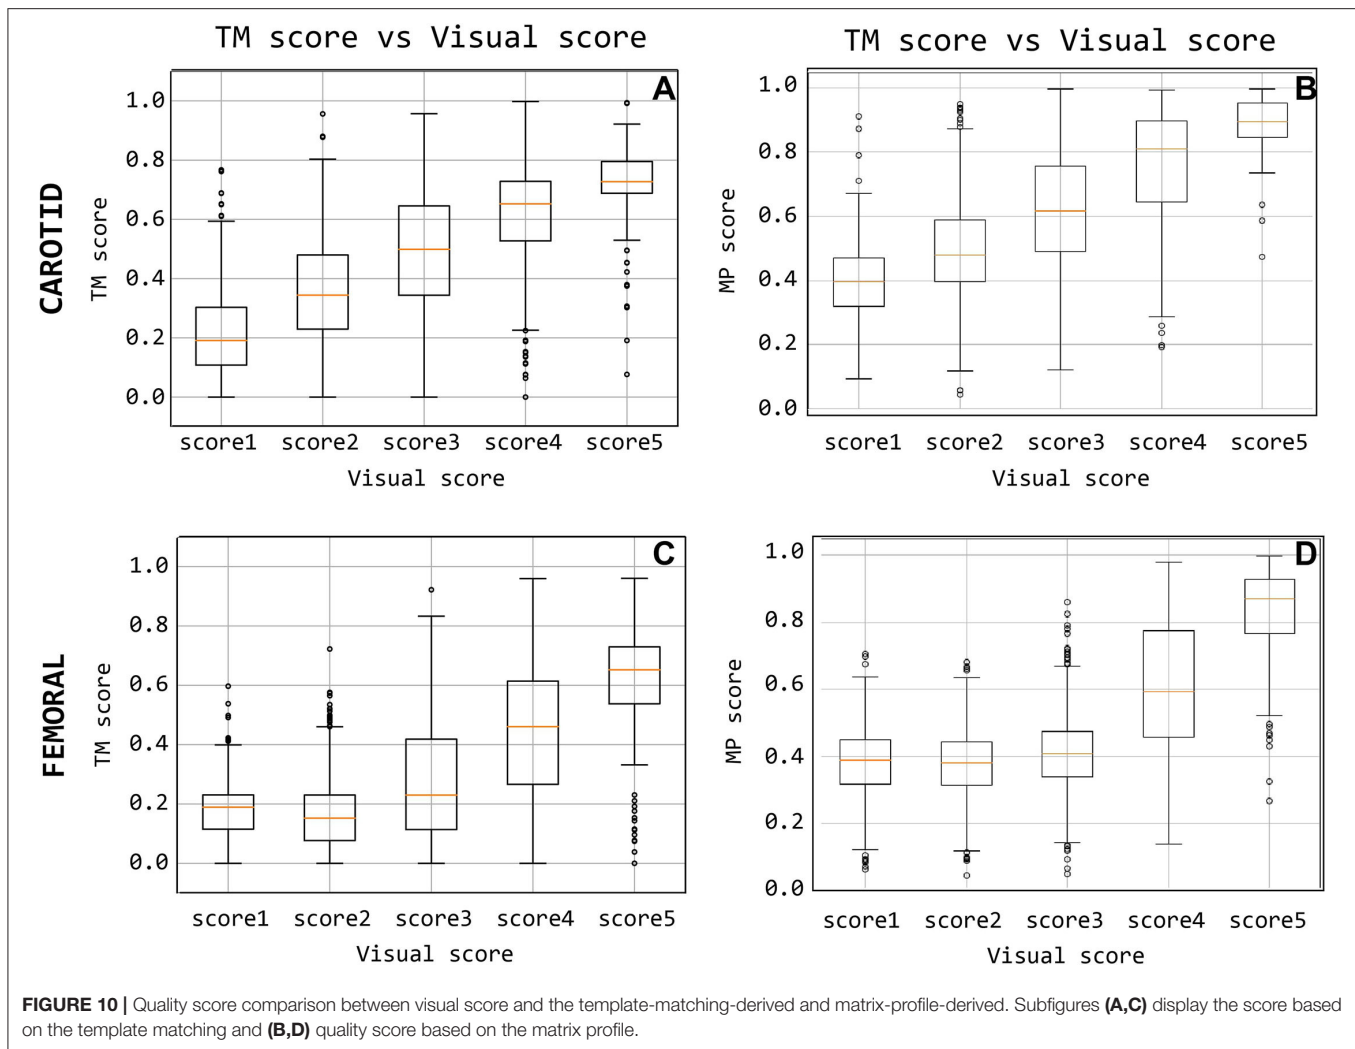 TM score vs Visual score
A
CAROTID
TM score
1.0
0.8
0.6
0.4
0.2
0.0
score1 score2 score3 score4 score5
Visual score
TM score vs Visual score
B
MP score
1.0
0.8
0.6
0.4
0.2
0.0
score1 score2 score3 score4 score5
Visual score
C
FEMORAL
TM score
1.0
0.8
0.6
0.4
0.2
0.0
score1 score2 score3 score4 score5
Visual score
D
MP score
1.0
0.8
0.6
0.4
0.2
0.0
score1 score2 score3 score4 score5
Visual score
FIGURE 10 | Quality score comparison between visual score and the template-matching-derived and matrix-profile-derived. Subfigures (A,C) display the score based
on the template matching and (B,D) quality score based on the matrix profile.